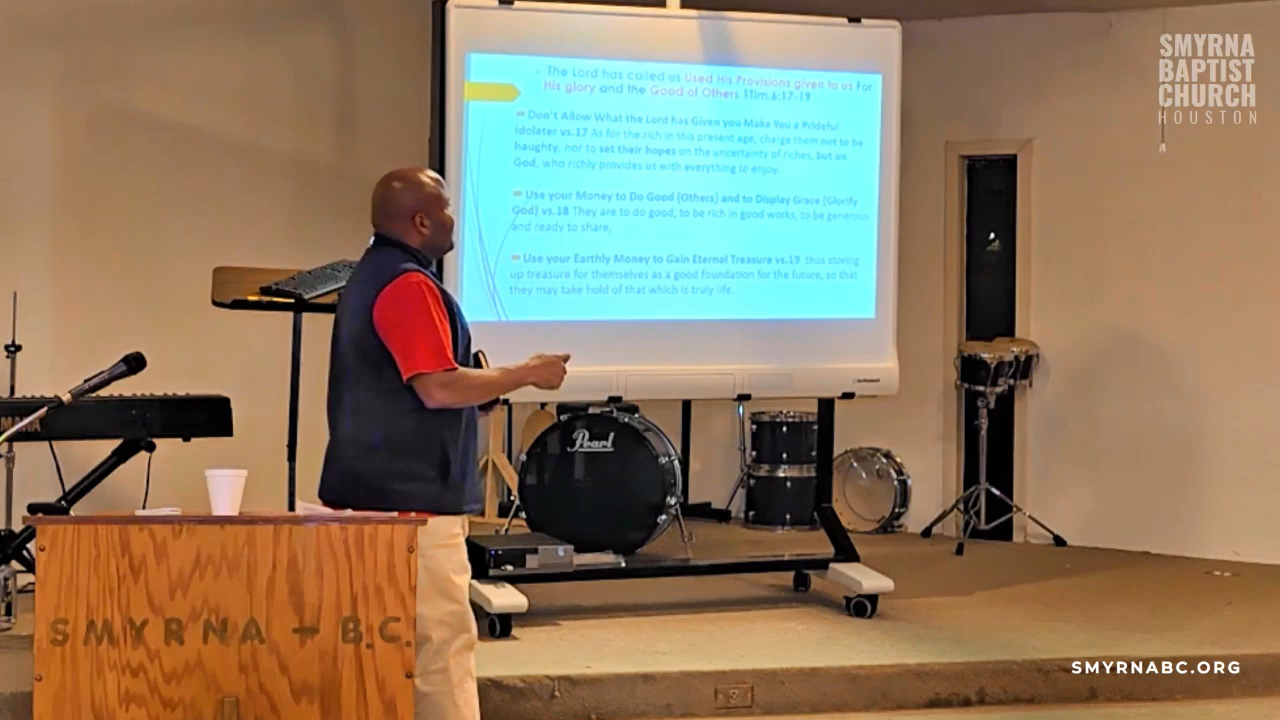 SMYRNA
BAPTIST
CHURCH
HOUSTON
The Lord has called us Used His Provisions given to us For
His glory and the Good of Others 1Tim.6:17-19
Don't Allow What the Lord has Given you Make You a Prideful
Idolater vs.17 As for the rich in this present age, charge them not to be
haughty, nor to set their hopes on the uncertainty of riches, but on
God, who richly provides us with everything to enjoy.
Use your Money to Do Good (Others) and to Display Grace (Glorify
God) vs.18 They are to do good, to be rich in good works, to be generous
and ready to share,
Use your Earthly Money to Gain Eternal Treasure vs.19 thus storing
up treasure for themselves as a good foundation for the future, so that
they may take hold of that which is truly life.
Pearl
SMYRNA - B.C.
SMYRNABC.ORG